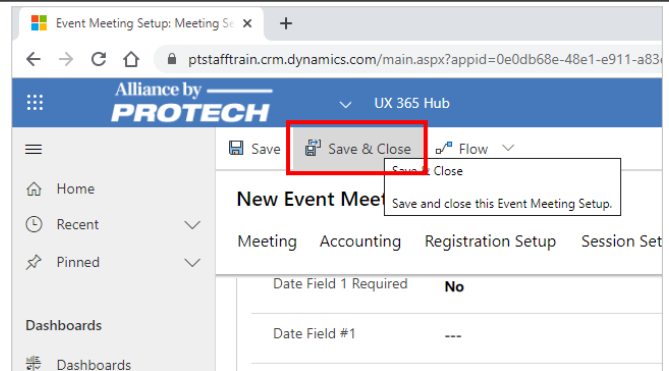 Event Meeting Setup: Meeting Se
ptstafftrain.crm.dynamics.com/main.aspx?appid=0e0db68e-48e1-e911-a83
Alliance by
PROTECH
UX 365 Hub
Save
Save & Close
Flow
Save & Close
Save and close this Event Meeting Setup.
Home
New Event Meet
Recent
Meeting Accounting Registration Setup Session Set
Pinned
Date Field 1 Required No
Dashboards
Date Field #1 ---
Dashboards